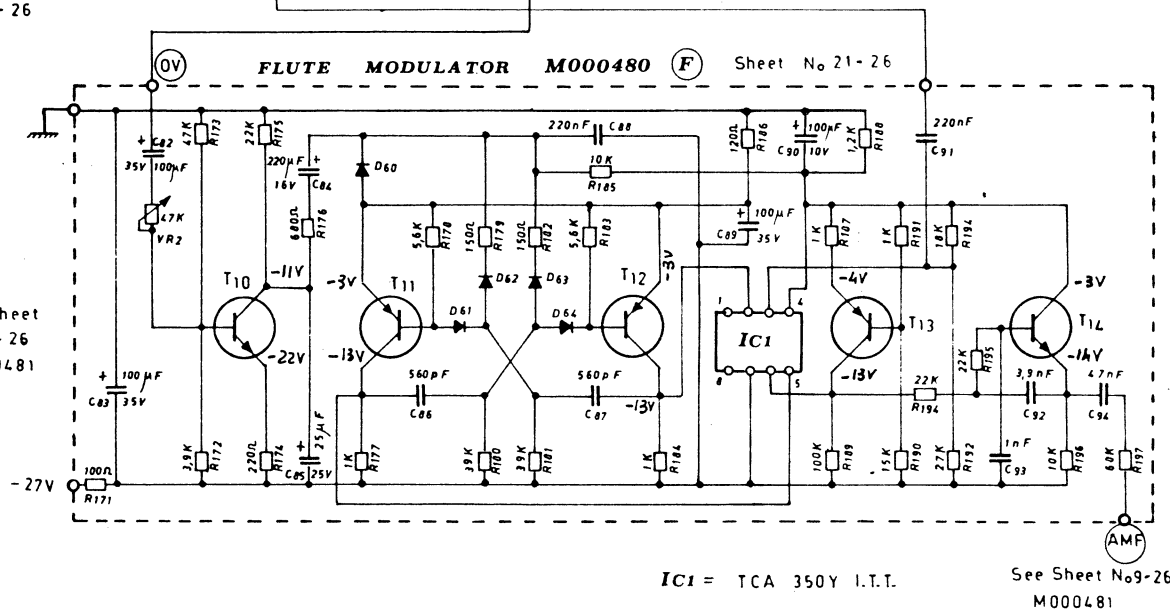 - 26
OV
FLUTE MODULATOR M000480 F Sheet No 21-26
C82
35V 100µF
47K
R173
22K
R175
220µF
16V C84
680Ω
R176
D60
220nF C88
10K
R185
120Ω
R186
100µF
C90 10V
1,2K
R188
220nF
C91
47K
VR2
5,6K
R178
150Ω
R179
150Ω
R182
5,6K
R183
100µF
C89 35V
1K
R187
1K
R191
18K
R194
T10
-11V
-22V
-3V
T11
-13V
D61
D62
D63
D64
T12
-3V
-13V
1
4
IC1
8
5
-4V
T13
-13V
-3V
T14
-14V
22K
R195
heet
- 26
481
100µF
C83 35V
560pF
C86
560pF
C87
22K
R194
3,9nF
C92
47nF
C94
1nF
C93
3,9K
R172
220Ω
R174
25µF
C85 25V
1K
R177
39K
R180
39K
R181
1K
R184
100K
R189
15K
R190
27K
R192
10K
R196
R197
-27V
100Ω
R171
AMF
IC1 = TCA 350Y I.T.T.
See Sheet No9-26
M000481